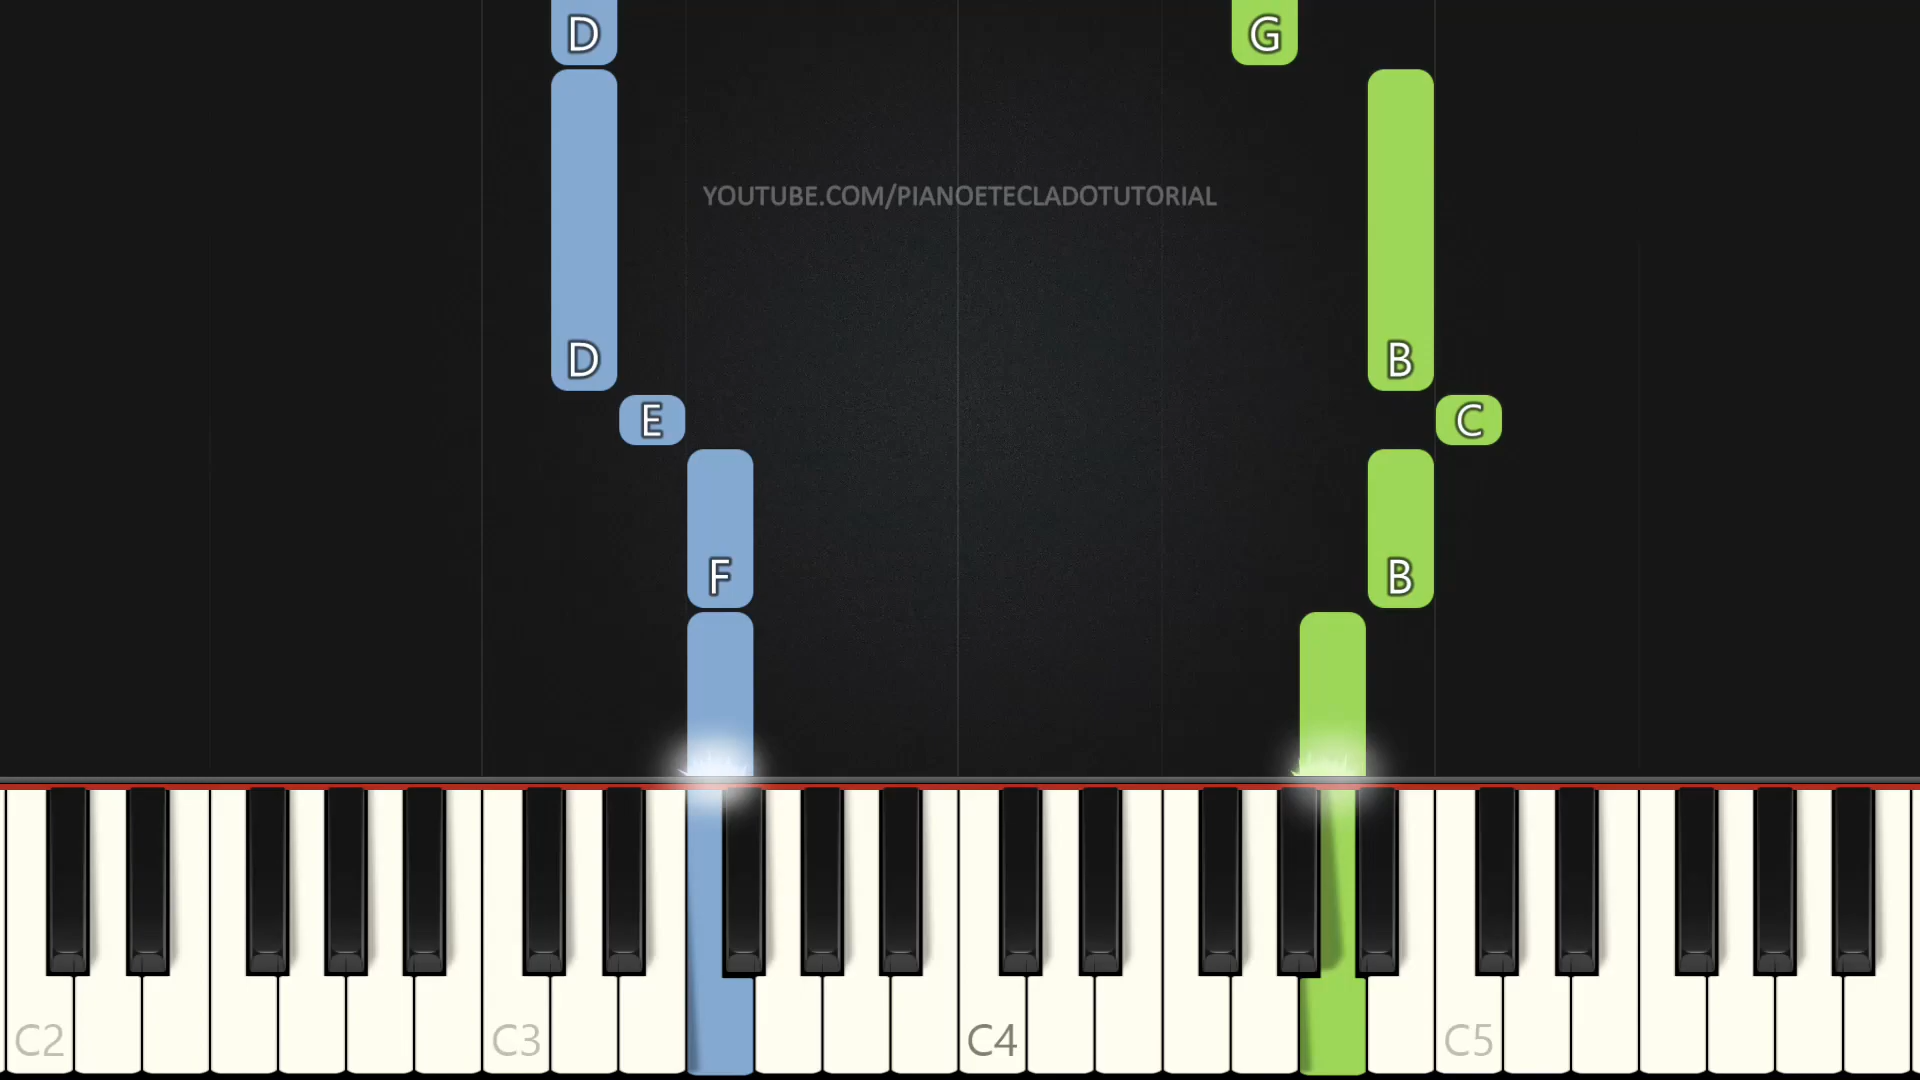 D G
YOUTUBE.COM/PIANOETECLADOTUTORIAL
D B
E C
F B
C2 C3 C4 C5